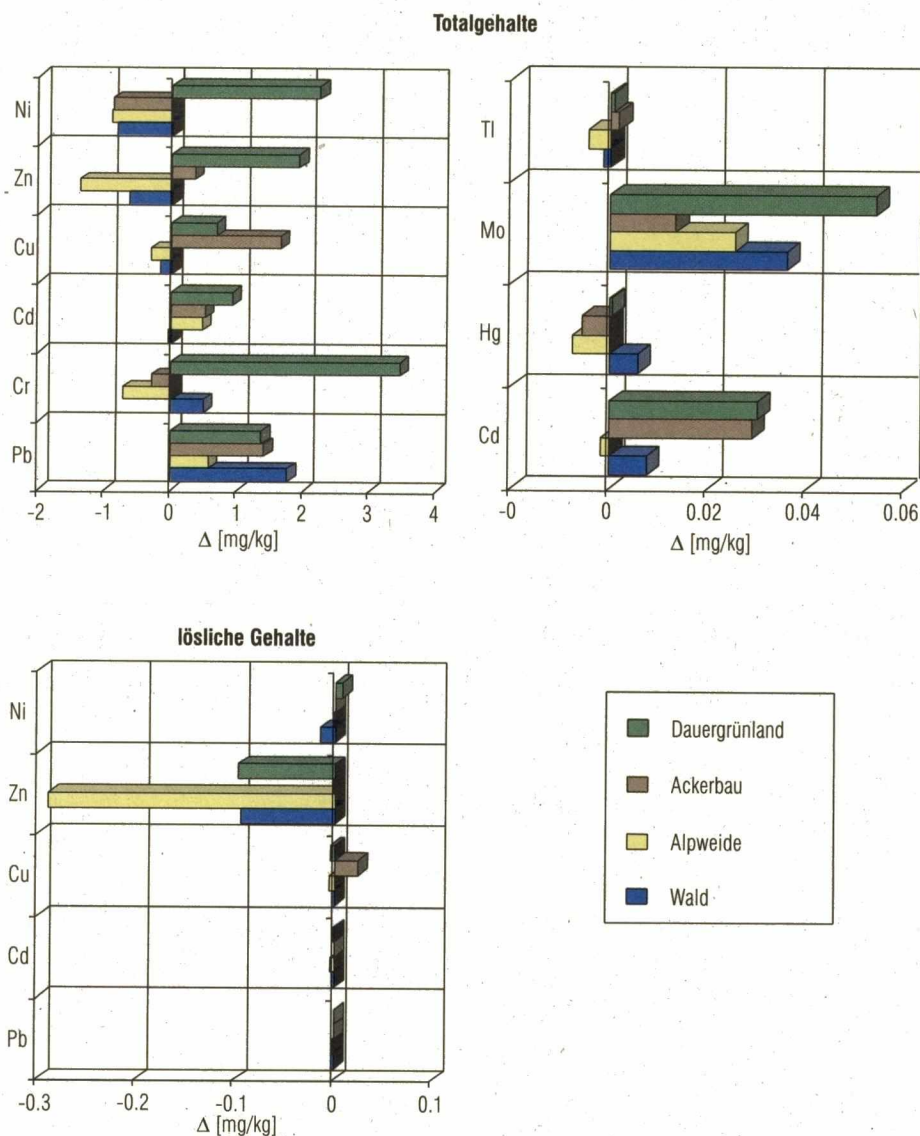 Totalgehalte
Ni
Zn
Cu
Cd
Cr
Pb
-2 -1 0 1 2 3 4
Δ [mg/kg]
Tl
Mo
Hg
Cd
-0 0 0.02 0.04 0.06
Δ [mg/kg]
lösliche Gehalte
Ni
Zn
Cu
Cd
Pb
-0.3 -0.2 -0.1 0 0.1
Δ [mg/kg]
Dauergrünland
Ackerbau
Alpweide
Wald